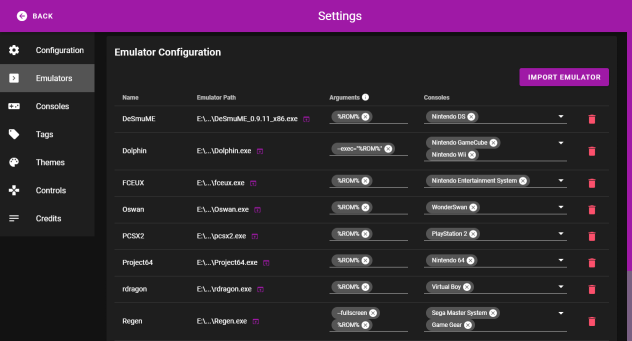 BACK
Settings
Configuration
Emulators
Consoles
Tags
Themes
Controls
Credits
Emulator Configuration
IMPORT EMULATOR
Name Emulator Path Arguments Consoles
DeSmuME E:\...\DeSmuME_0.9.11_x86.exe %ROM% Nintendo DS
Dolphin E:\...\Dolphin.exe --exec="%ROM%" Nintendo GameCube
Nintendo Wii
FCEUX E:\...\fceux.exe %ROM% Nintendo Entertainment System
Oswan E:\...\Oswan.exe %ROM% WonderSwan
PCSX2 E:\...\pcsx2.exe %ROM% PlayStation 2
Project64 E:\...\Project64.exe %ROM% Nintendo 64
rdragon E:\...\rdragon.exe %ROM% Virtual Boy
Regen E:\...\Regen.exe --fullscreen Sega Master System
%ROM% Game Gear